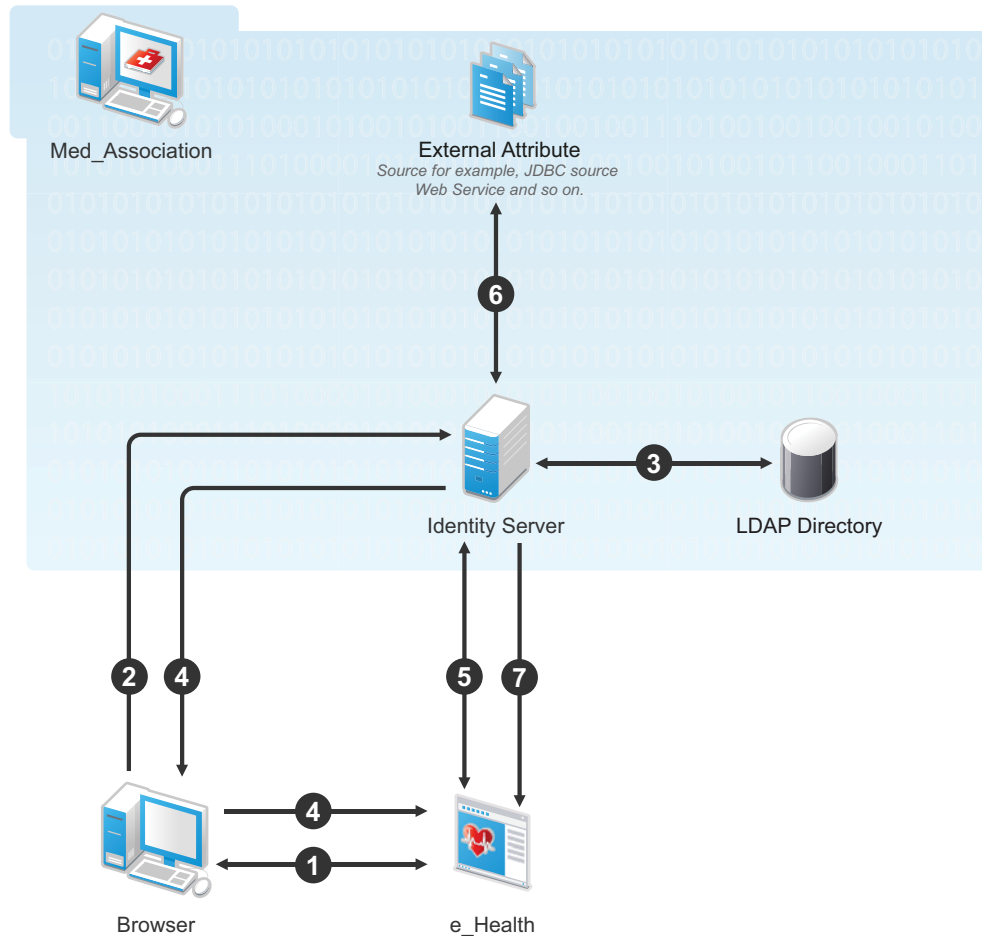 Med_Association
External Attribute
Source for example, JDBC source
Web Service and so on.
6
3
Identity Server
LDAP Directory
2
4
5
7
4
1
Browser
e_Health